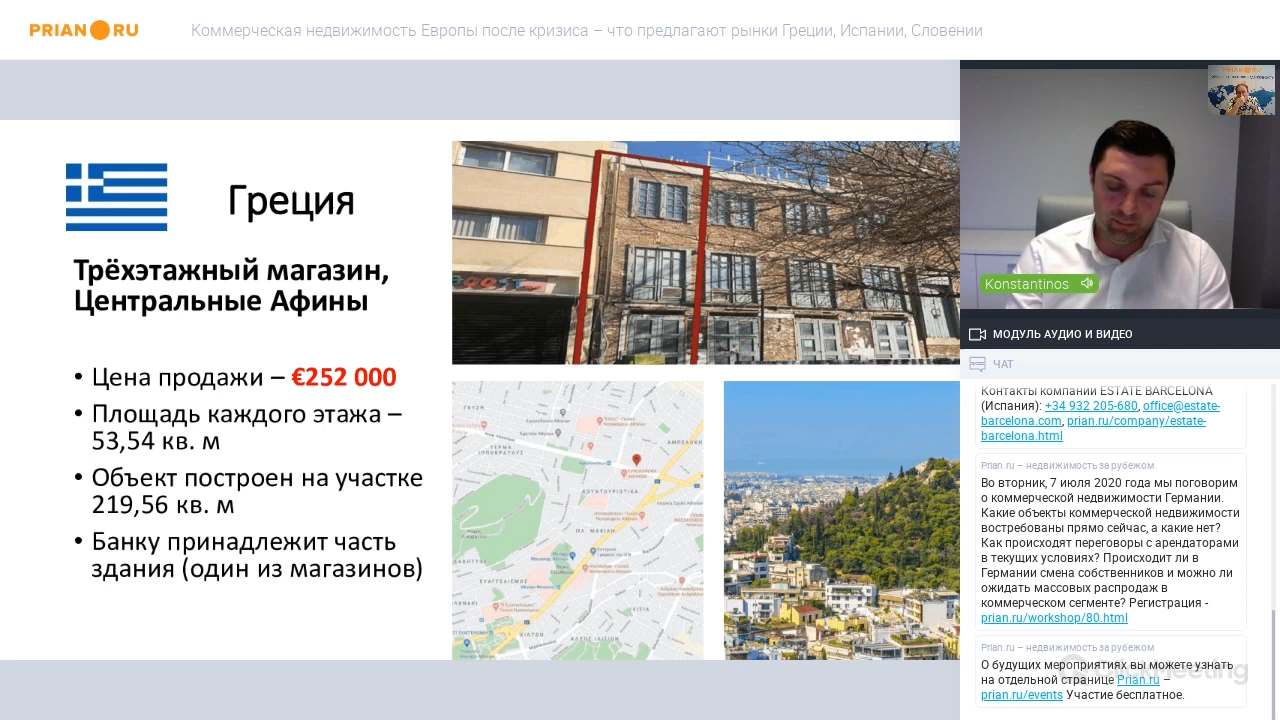 PRIAN RU
Коммерческая недвижимость Европы после кризиса – что предлагают рынки Греции, Испании, Словении
Греция
Трёхэтажный магазин,
Центральные Афины
• Цена продажи – €252 000
• Площадь каждого этажа –
53,54 кв. м
• Объект построен на участке
219,56 кв. м
• Банку принадлежит часть
здания (один из магазинов)
Konstantinos
МОДУЛЬ АУДИО И ВИДЕО
ЧАТ
Контакты компании ESTATE BARCELONA
(Испания): +34 932 205-680, office@estate-
barcelona.com, prian.ru/company/estate-
barcelona.html
Prian.ru – недвижимость за рубежом
Во вторник, 7 июля 2020 года мы поговорим
о коммерческой недвижимости Германии.
Какие объекты коммерческой недвижимости
востребованы прямо сейчас, а какие нет?
Как происходят переговоры с арендаторами
в текущих условиях? Происходит ли в
Германии смена собственников и можно ли
ожидать массовых распродаж в
коммерческом сегменте? Регистрация -
prian.ru/workshop/80.html
Prian.ru – недвижимость за рубежом
О будущих мероприятиях вы можете узнать
на отдельной странице Prian.ru –
prian.ru/events Участие бесплатное.
ClickMeeting